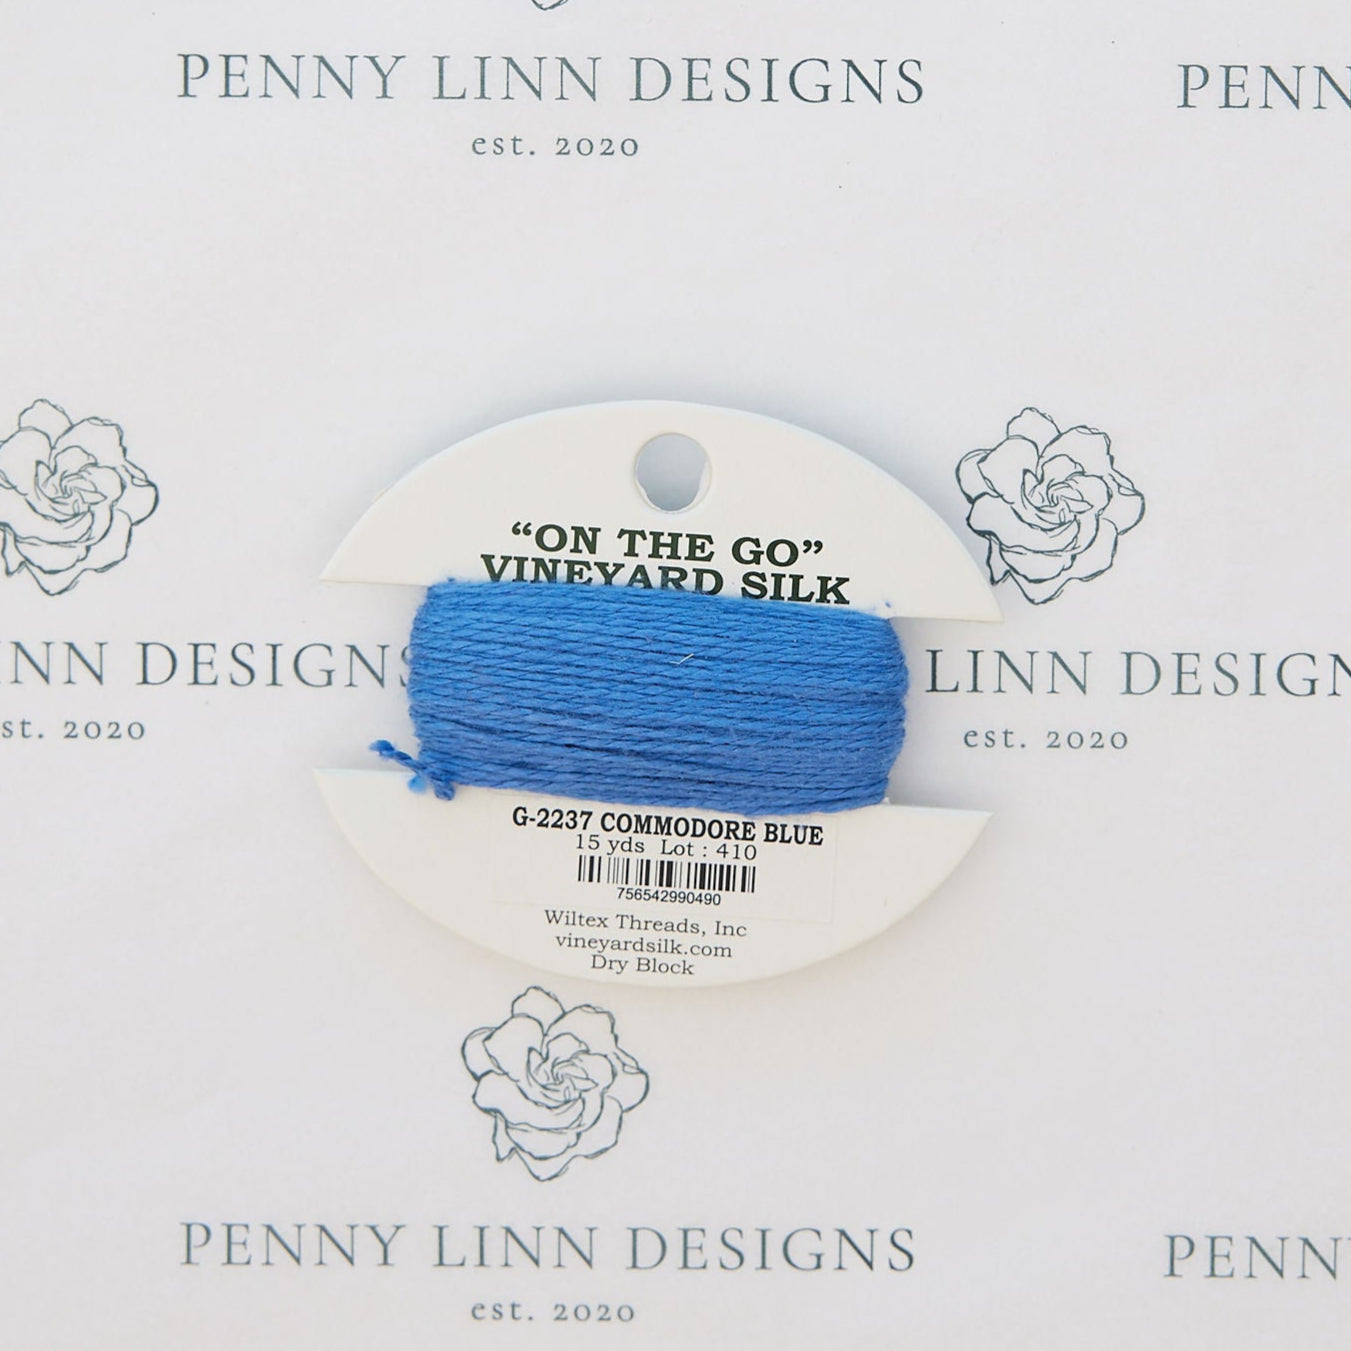 PENNY LINN DESIGNS
est. 2020
PENN
"ON THE GO"
VINEYARD SILK
INN DESIGNS
st. 2020
LINN DESIGN
est. 2020
G-2237 COMMODORE BLUE
15 yds Lot : 410
756542990490
Wiltex Threads, Inc
vineyardsilk.com
Dry Block
PENNY LINN DESIGNS
est. 2020
PENN